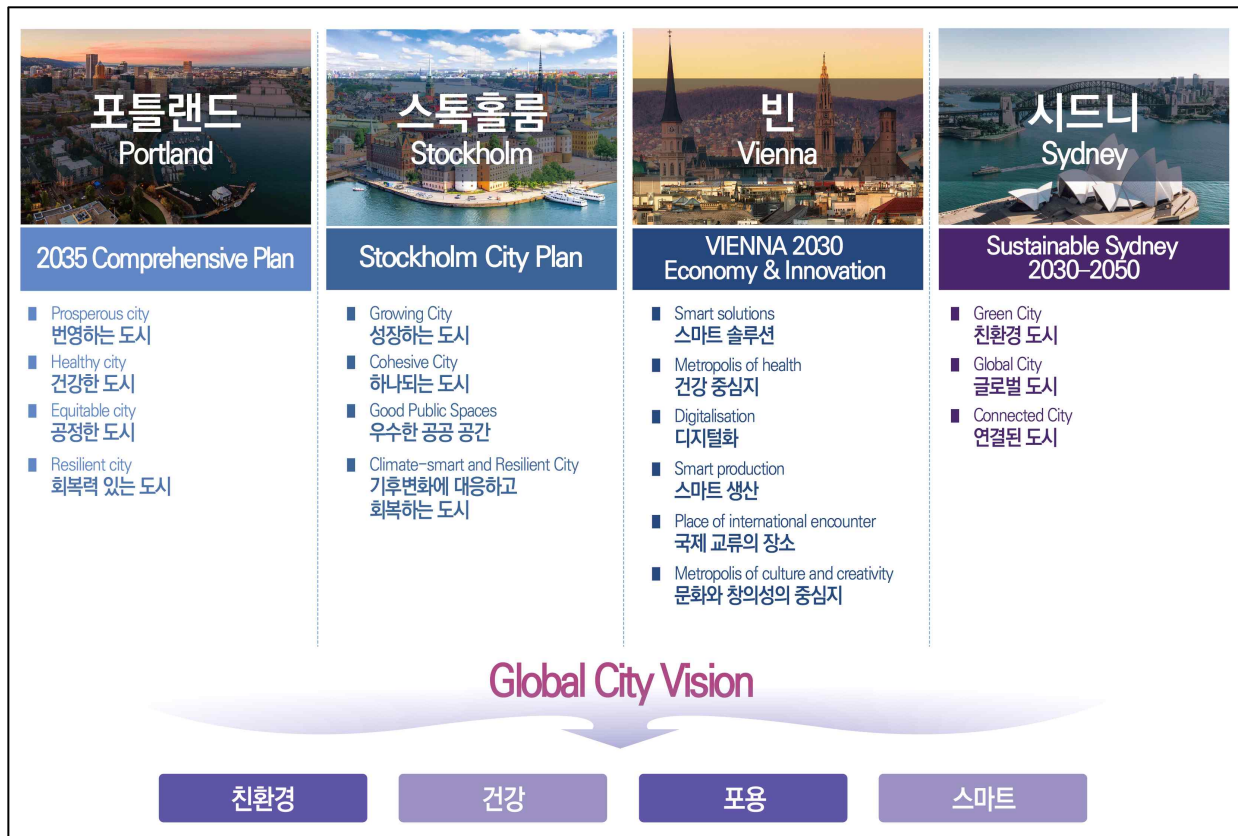 포틀랜드
Portland
2035 Comprehensive Plan
Prosperous city
번영하는 도시
Healthy city
건강한 도시
Equitable city
공정한 도시
Resilient city
회복력 있는 도시
스톡홀룸
Stockholm
Stockholm City Plan
Growing City
성장하는 도시
Cohesive City
하나되는 도시
Good Public Spaces
우수한 공공 공간
Climate-smart and Resilient City
기후변화에 대응하고
회복하는 도시
빈
Vienna
VIENNA 2030
Economy & Innovation
Smart solutions
스마트 솔루션
Metropolis of health
건강 중심지
Digitalisation
디지털화
Smart production
스마트 생산
Place of international encounter
국제 교류의 장소
Metropolis of culture and creativity
문화와 창의성의 중심지
시드니
Sydney
Sustainable Sydney
2030-2050
Green City
친환경 도시
Global City
글로벌 도시
Connected City
연결된 도시
Global City Vision
친환경
건강
포용
스마트